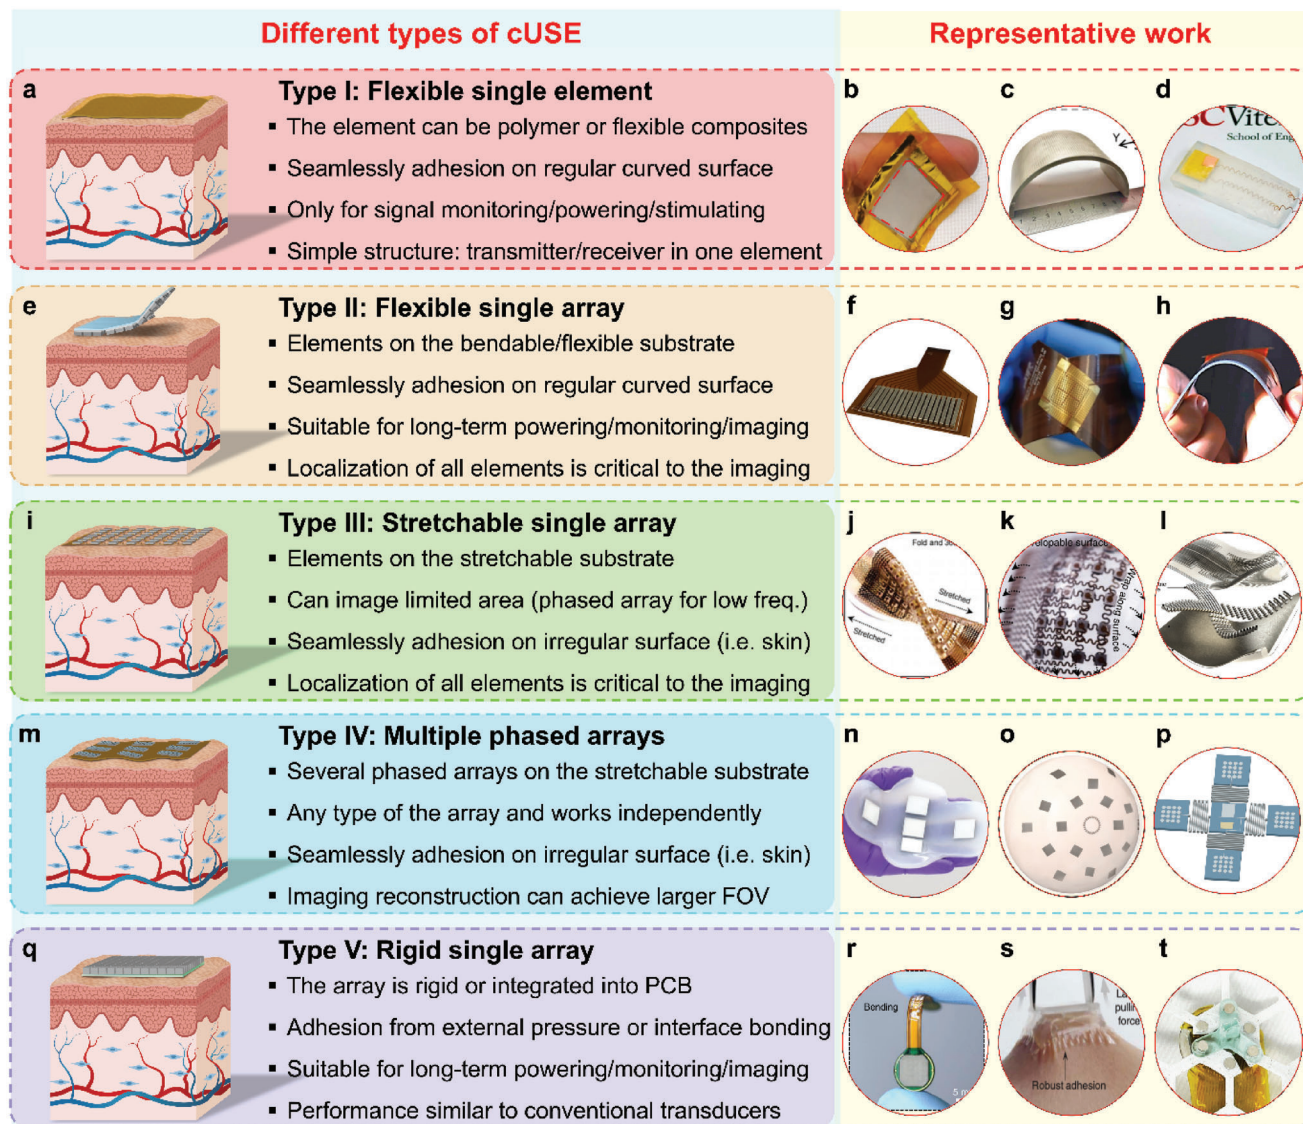 Different types of cUSE
Representative work
a
Type I: Flexible single element
▪ The element can be polymer or flexible composites
▪ Seamlessly adhesion on regular curved surface
▪ Only for signal monitoring/powering/stimulating
▪ Simple structure: transmitter/receiver in one element
b
c
Y
d
SCVite
School of Eng
e
Type II: Flexible single array
▪ Elements on the bendable/flexible substrate
▪ Seamlessly adhesion on regular curved surface
▪ Suitable for long-term powering/monitoring/imaging
▪ Localization of all elements is critical to the imaging
f
g
h
i
Type III: Stretchable single array
▪ Elements on the stretchable substrate
▪ Can image limited area (phased array for low freq.)
▪ Seamlessly adhesion on irregular surface (i.e. skin)
▪ Localization of all elements is critical to the imaging
j
Fold and
Stretched
Stretched
k
elopable surface
Wrap along surface
l
m
Type IV: Multiple phased arrays
▪ Several phased arrays on the stretchable substrate
▪ Any type of the array and works independently
▪ Seamlessly adhesion on irregular surface (i.e. skin)
▪ Imaging reconstruction can achieve larger FOV
n
o
p
q
Type V: Rigid single array
▪ The array is rigid or integrated into PCB
▪ Adhesion from external pressure or interface bonding
▪ Suitable for long-term powering/monitoring/imaging
▪ Performance similar to conventional transducers
r
Bending
5 m
s
La
pulli
force
Robust adhesion
t